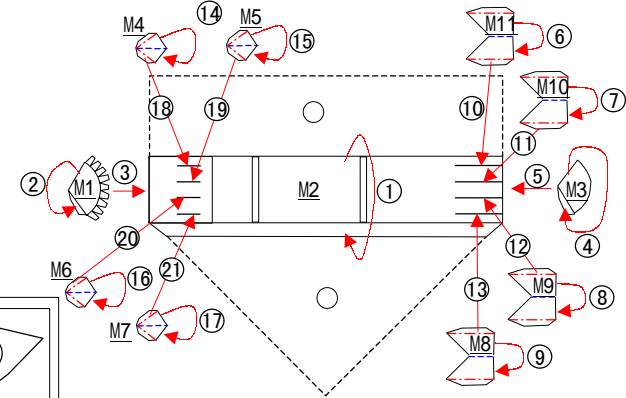 M4 ⑭ M5 ⑮ M11 ⑥
M10 ⑦
⑱ ⑲ ⑩ ⑪
② M1 ③ M2 ① ⑤ M3
④
⑳ ㉑ ⑫
M6 ⑯ ⑬ M9 ⑧
M7 ⑰ M8 ⑨